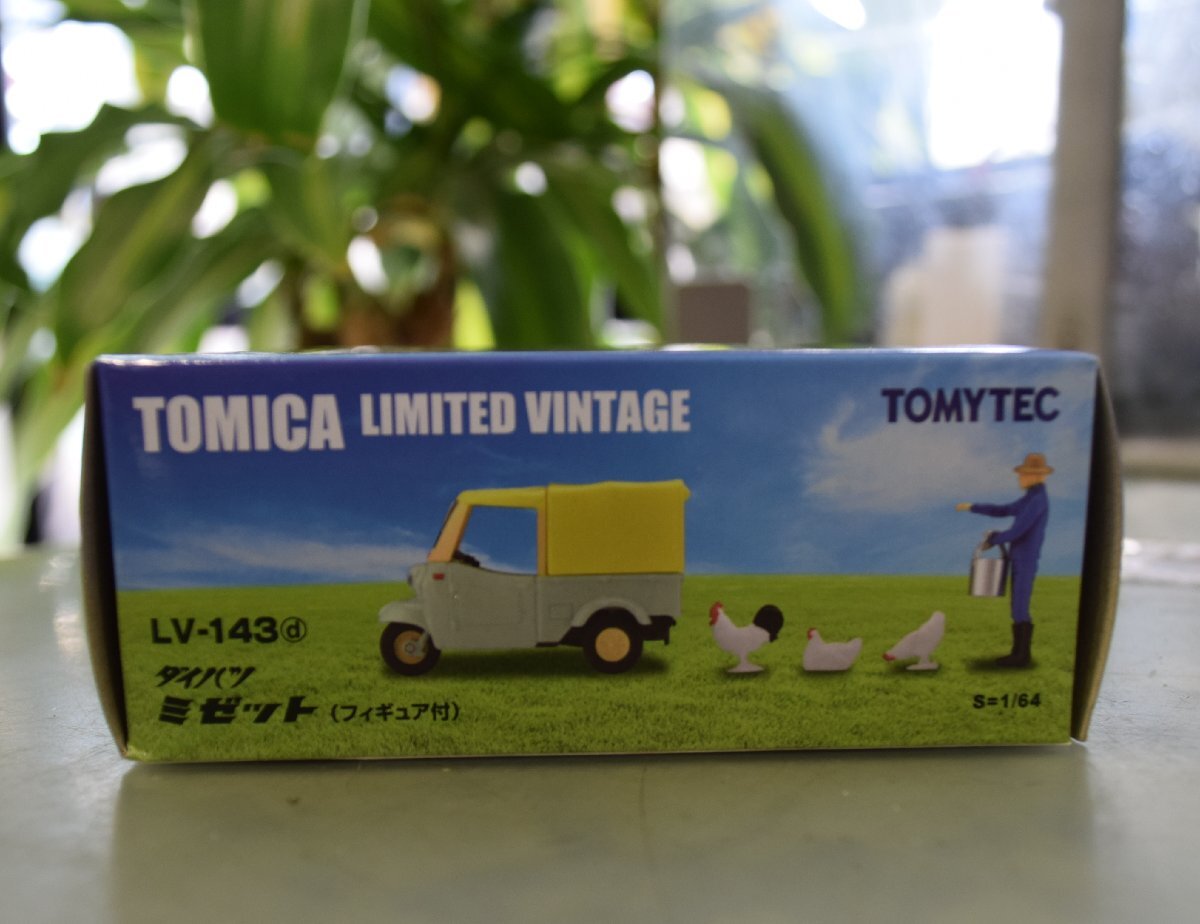 TOMICA LIMITED VINTAGE
TOMYTEC
LV-143ⓓ
ダイハツ
ミゼット（フィギュア付）
S=1/64